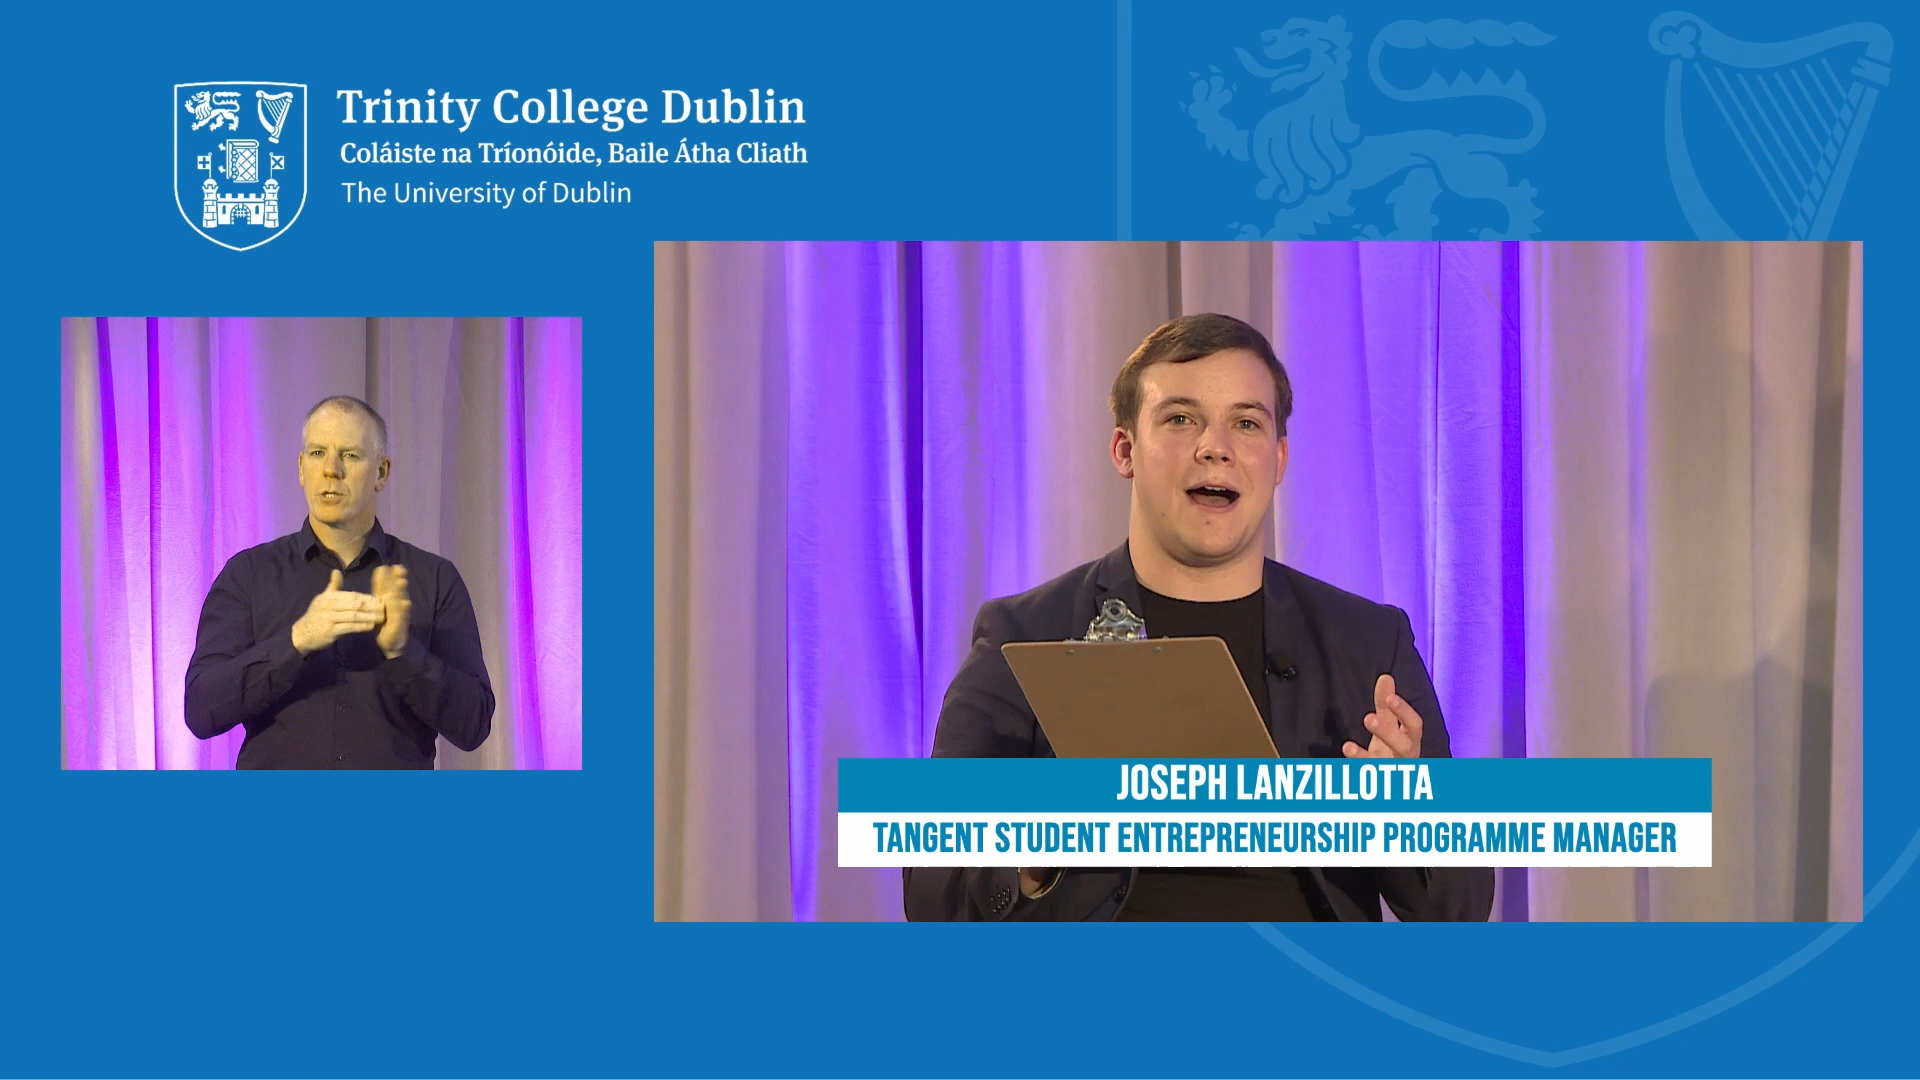 Trinity College Dublin
Coláiste na Tríonóide, Baile Átha Cliath
The University of Dublin
JOSEPH LANZILLOTTA
TANGENT STUDENT ENTREPRENEURSHIP PROGRAMME MANAGER